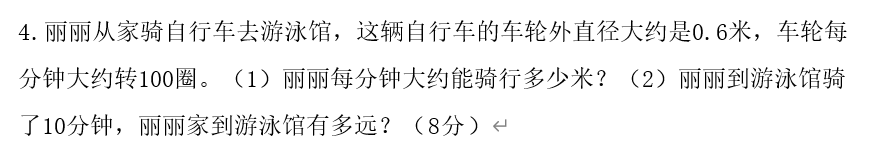 4.丽丽从家骑自行车去游泳馆，这辆自行车的车轮外直径大约是0.6米，车轮每
分钟大约转100圈。（1）丽丽每分钟大约能骑行多少米？（2）丽丽到游泳馆骑
了10分钟，丽丽家到游泳馆有多远？（8分）↵